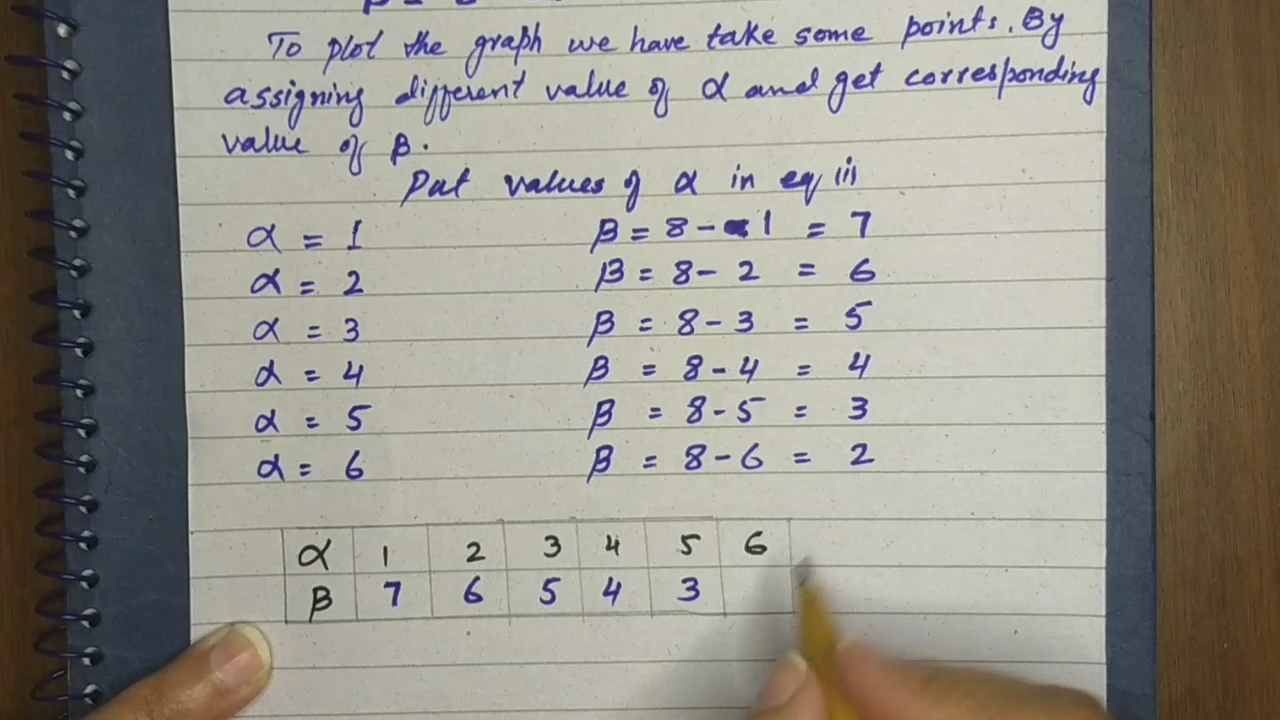 To plot the graph we have take some points. By
assigning different value of α and get corresponding
value of β.
Put values of α in eq (i)
α = 1 β = 8 - 1 = 7
α = 2 β = 8 - 2 = 6
α = 3 β = 8 - 3 = 5
α = 4 β = 8 - 4 = 4
α = 5 β = 8 - 5 = 3
α = 6 β = 8 - 6 = 2
α 1 2 3 4 5 6
β 7 6 5 4 3